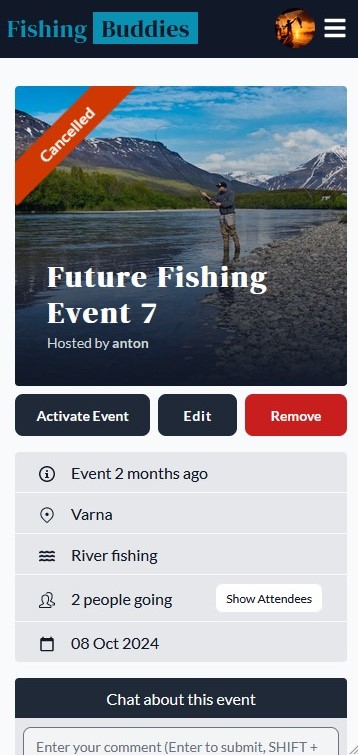 Fishing Buddies
Cancelled
Future Fishing
Event 7
Hosted by anton
Activate Event
Edit
Remove
Event 2 months ago
Varna
River fishing
2 people going
Show Attendees
08 Oct 2024
Chat about this event
Enter your comment (Enter to submit, SHIFT +